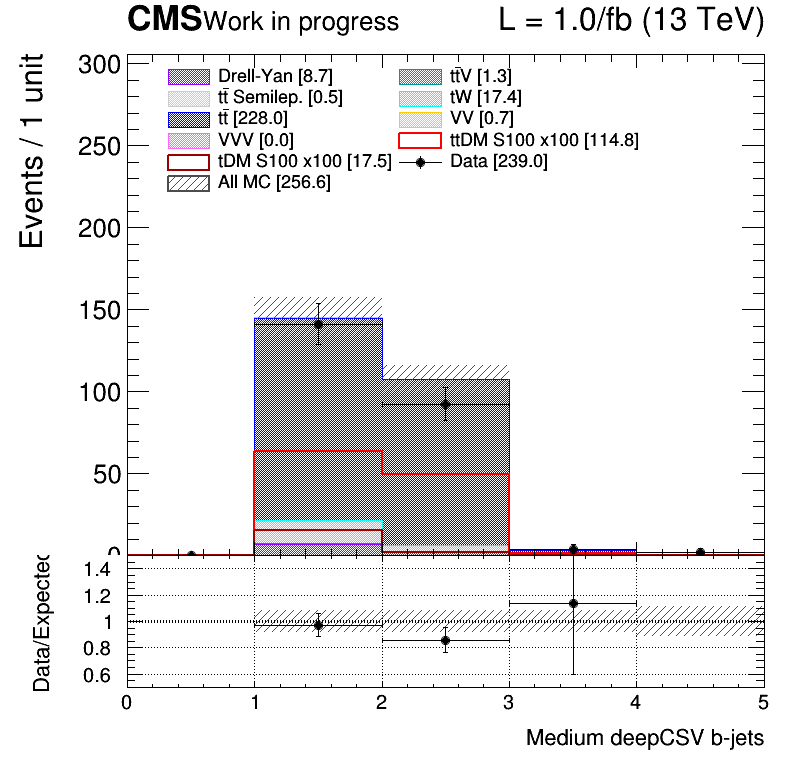 CMS Work in progress L = 1.0/fb (13 TeV)
Events / 1 unit
300
250
200
150
100
50
0
Drell-Yan [8.7]
tt̄ Semilep. [0.5]
tt̄ [228.0]
VVV [0.0]
tDM S100 x100 [17.5]
All MC [256.6]
tt̄V [1.3]
tW [17.4]
VV [0.7]
ttDM S100 x100 [114.8]
Data [239.0]
Data/Expected
1.4
1.2
1
0.8
0.6
0 1 2 3 4 5
Medium deepCSV b-jets